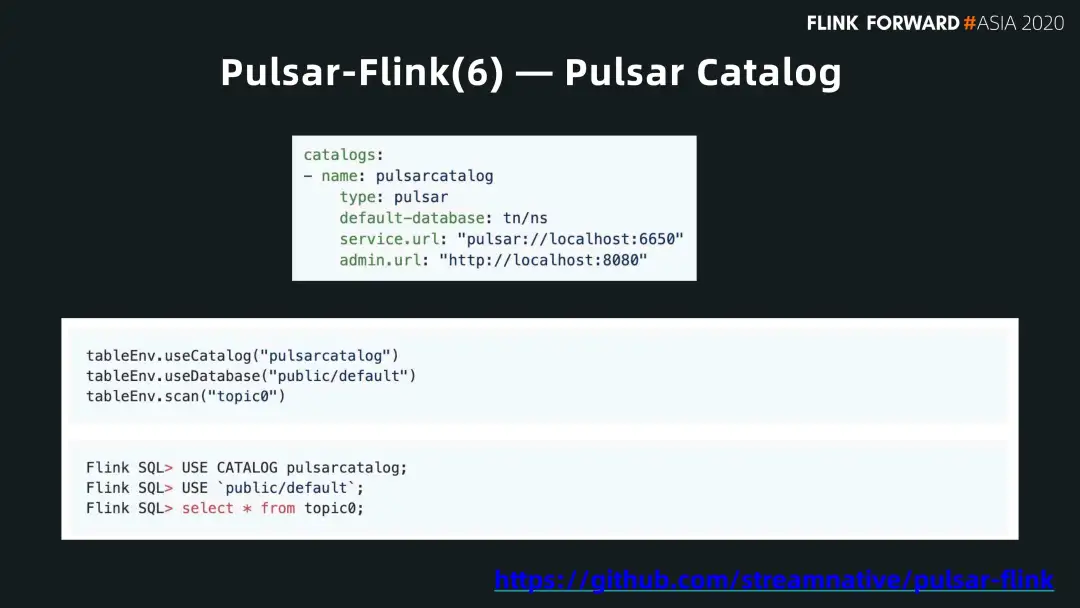 FLINK FORWARD #ASIA 2020
Pulsar-Flink(6) — Pulsar Catalog
catalogs:
- name: pulsarcatalog
    type: pulsar
    default-database: tn/ns
    service.url: "pulsar://localhost:6650"
    admin.url: "http://localhost:8080"
tableEnv.useCatalog("pulsarcatalog")
tableEnv.useDatabase("public/default")
tableEnv.scan("topic0")
Flink SQL> USE CATALOG pulsarcatalog;
Flink SQL> USE `public/default`;
Flink SQL> select * from topic0;
https://github.com/streamnative/pulsar-flink